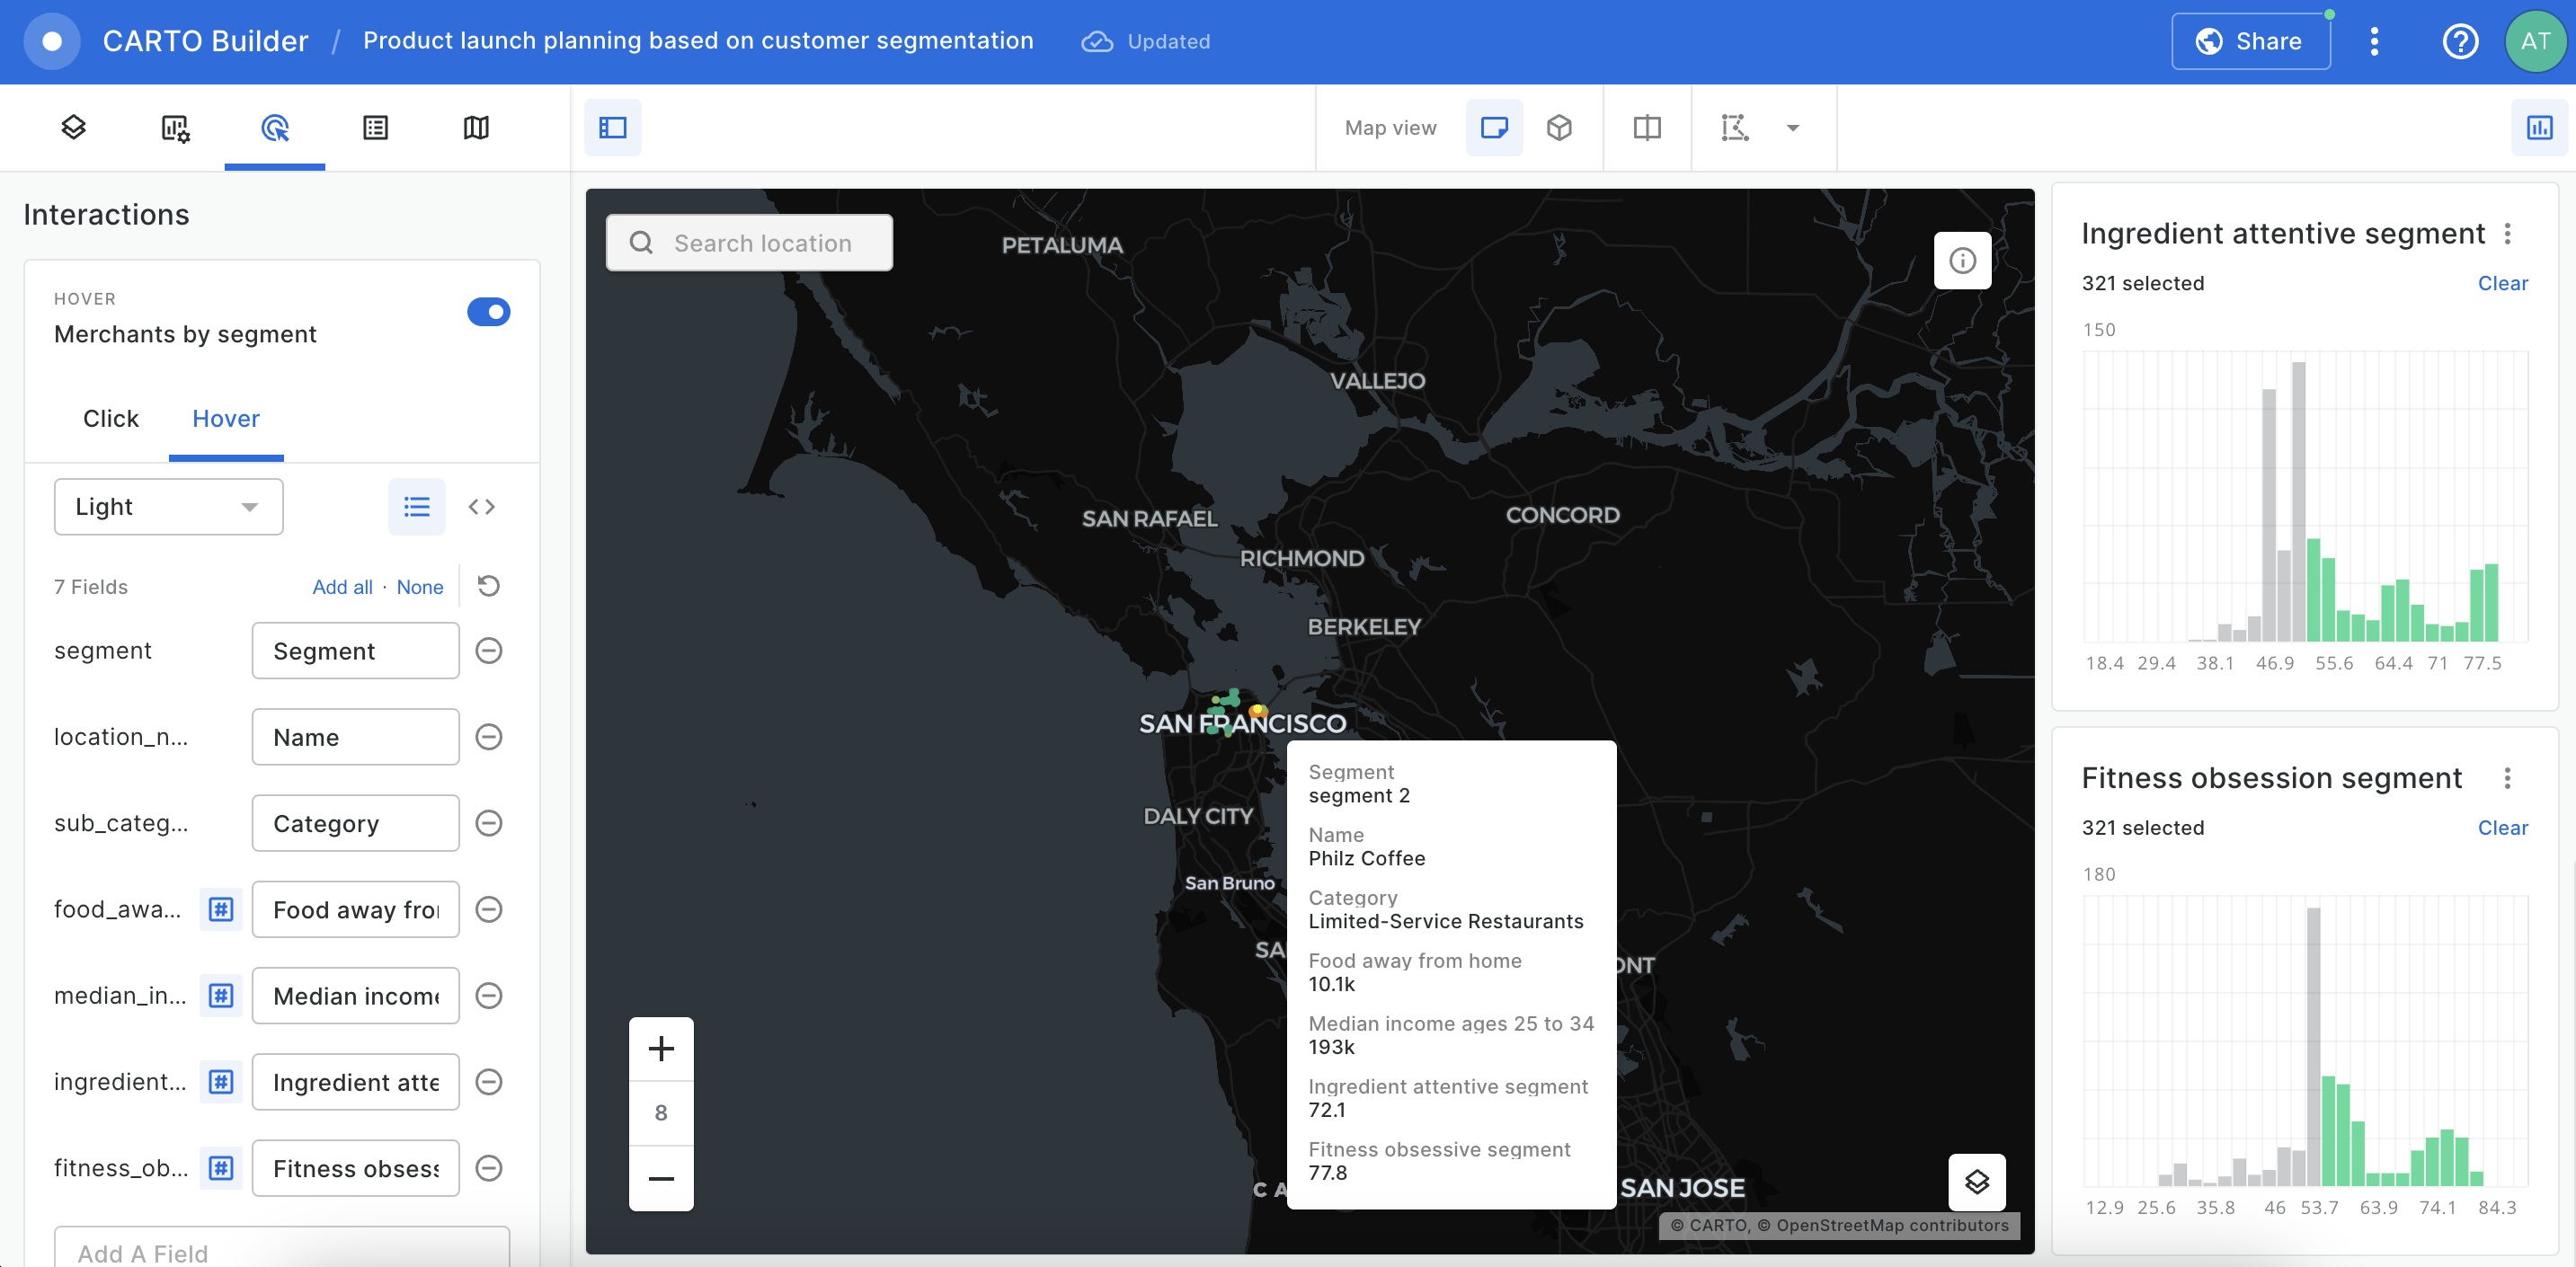 CARTO Builder / Product launch planning based on customer segmentation Updated
Share
AT
Map view
Interactions
HOVER
Merchants by segment
Click Hover
Light
7 Fields Add all · None
segment Segment
location_n... Name
sub_categ... Category
food_awa... # Food away fro
median_in... # Median income
ingredient... # Ingredient atte
fitness_ob... # Fitness obsess
Add A Field
Search location
PETALUMA
VALLEJO
SAN RAFAEL
CONCORD
RICHMOND
BERKELEY
SAN FRANCISCO
DALY CITY
San Bruno
SA
ONT
C A
SAN JOSE
Segment
segment 2
Name
Philz Coffee
Category
Limited-Service Restaurants
Food away from home
10.1k
Median income ages 25 to 34
193k
Ingredient attentive segment
72.1
Fitness obsessive segment
77.8
+
8
−
© CARTO, © OpenStreetMap contributors
Ingredient attentive segment
321 selected Clear
150
18.4 29.4 38.1 46.9 55.6 64.4 71 77.5
Fitness obsession segment
321 selected Clear
180
12.9 25.6 35.8 46 53.7 63.9 74.1 84.3